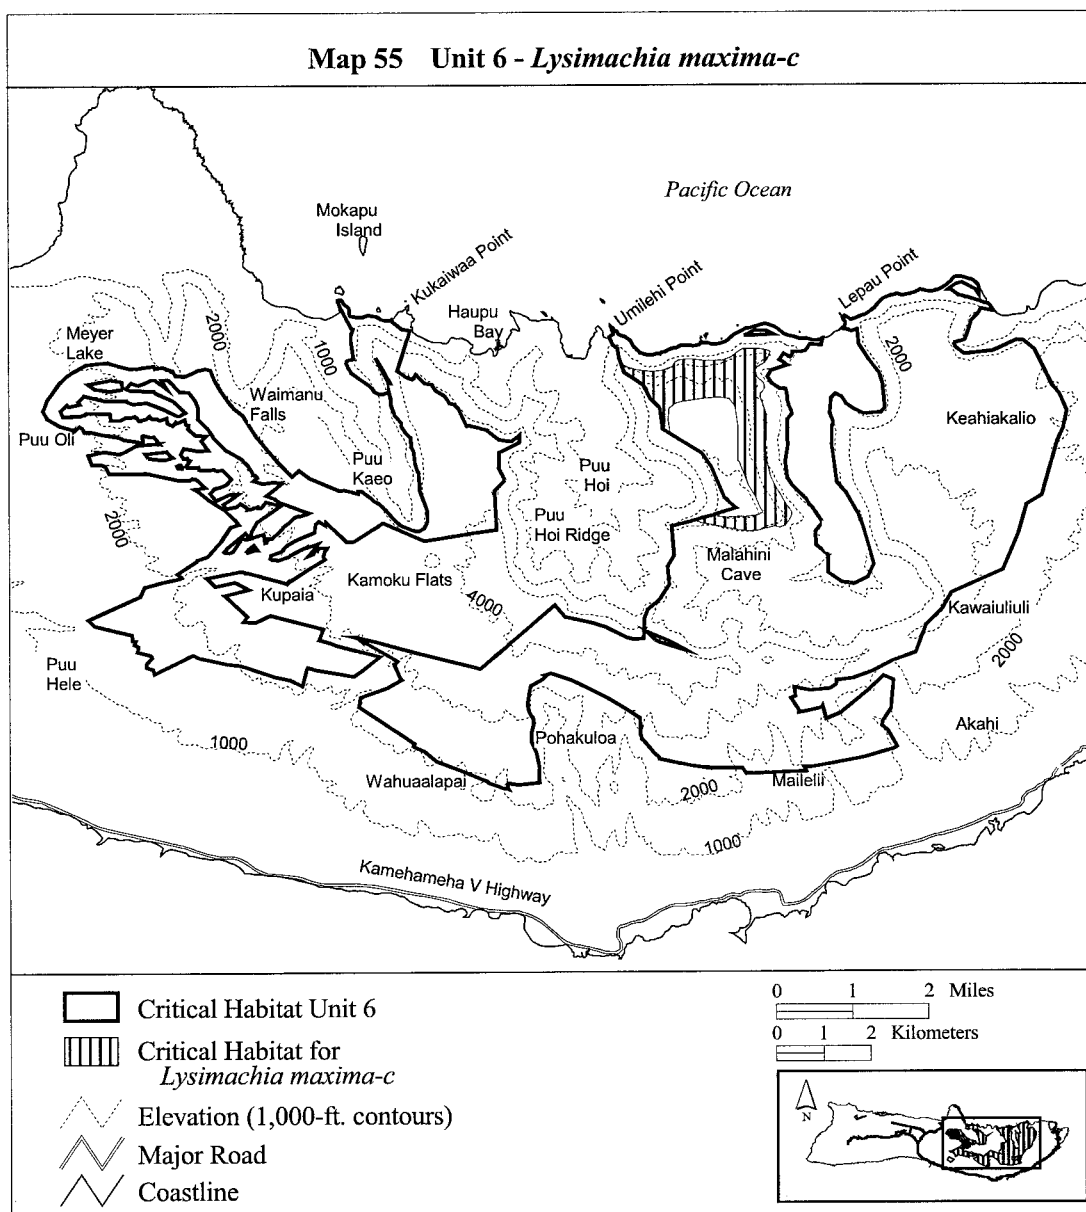 Map 55 Unit 6 - Lysimachia maxima-c
Pacific Ocean
Mokapu
Island
Kukaiwaa Point
Haupu
Bay
Umilehi Point
Lepau Point
Meyer
Lake
2000
1000
2000
Waimanu
Falls
Keahiakalio
Puu Oli
Puu
Kaeo
Puu
Hoi
2000
Puu
Hoi Ridge
Malahini
Cave
Kamoku Flats
Kupaia
4000
Kawaiuliuli
2000
Puu
Hele
1000
Pohakuloa
Akahi
Wahuaalapai
2000
Mailelii
1000
Kamehameha V Highway
Critical Habitat Unit 6
Critical Habitat for
Lysimachia maxima-c
Elevation (1,000-ft. contours)
Major Road
Coastline
0 1 2 Miles
0 1 2 Kilometers
N